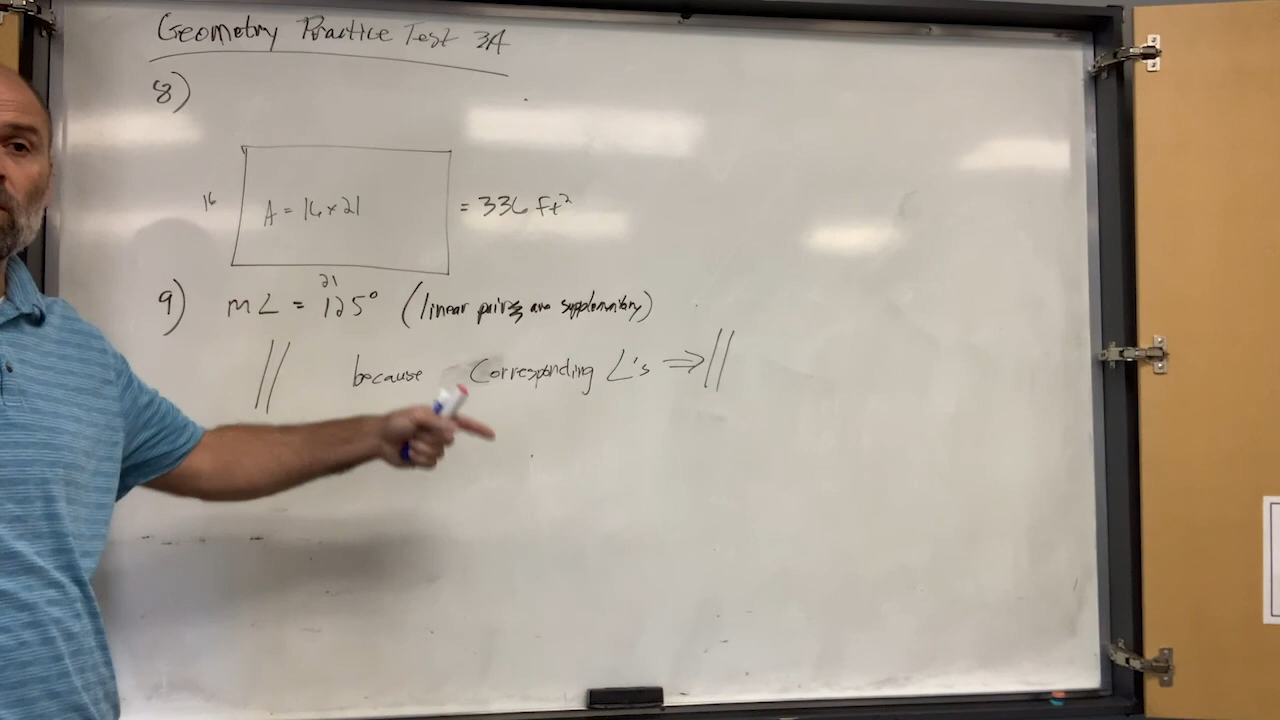 Geometry Practice Test 3A
8)
16 A = 16 x 21 = 336 ft²
21
9) m∠ = 125° (linear pairs are supplementary)
// because Corresponding ∠'s ⇒ //